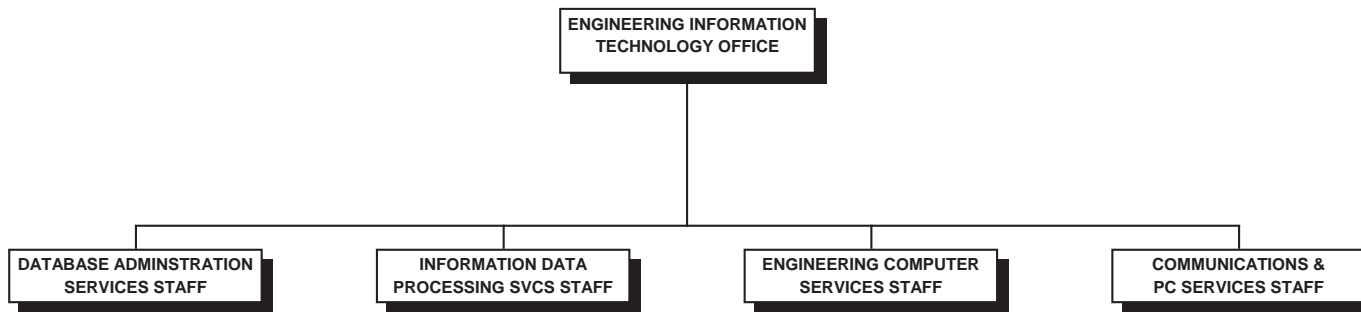 ENGINEERING INFORMATION
TECHNOLOGY OFFICE
DATABASE ADMINSTRATION
SERVICES STAFF
INFORMATION DATA
PROCESSING SVCS STAFF
ENGINEERING COMPUTER
SERVICES STAFF
COMMUNICATIONS &
PC SERVICES STAFF